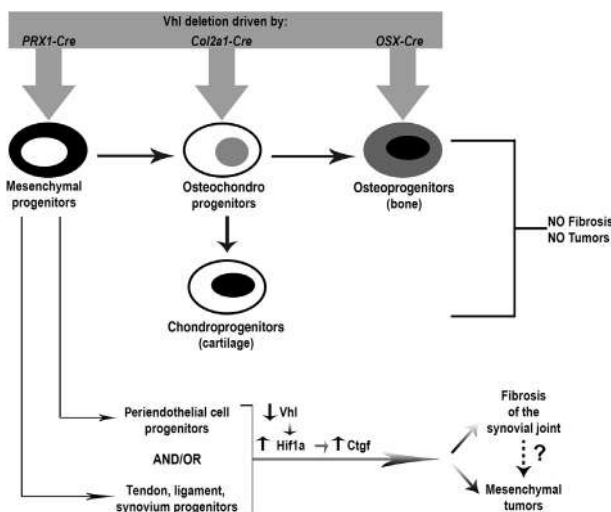 Vhl deletion driven by:
PRX1-Cre
Col2a1-Cre
OSX-Cre
Mesenchymal
progenitors
Osteochondro
progenitors
Osteoprogenitors
(bone)
NO Fibrosis
NO Tumors
Chondroprogenitors
(cartilage)
Periendothelial cell
progenitors
AND/OR
Tendon, ligament,
synovium progenitors
↓ Vhl
↓
↑ Hif1a → ↑ Ctgf
Fibrosis
of the
synovial joint
?
Mesenchymal
tumors